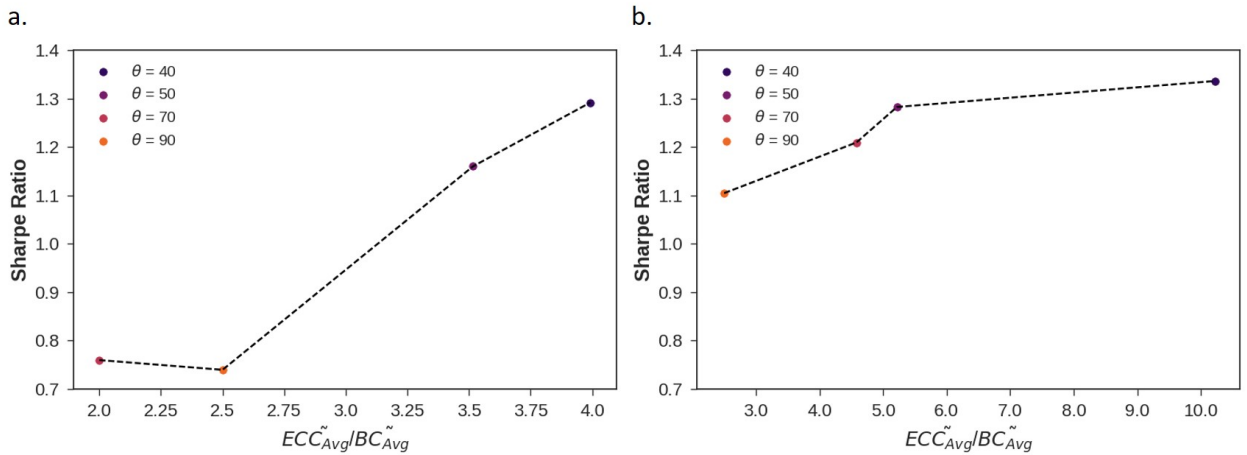 a.
1.4
1.3
1.2
1.1
1.0
0.9
0.8
0.7
Sharpe Ratio
θ = 40
θ = 50
θ = 70
θ = 90
2.0 2.25 2.5 2.75 3.0 3.25 3.5 3.75 4.0
ECC̃_Avg/BC̃_Avg
b.
1.4
1.3
1.2
1.1
1.0
0.9
0.8
0.7
Sharpe Ratio
θ = 40
θ = 50
θ = 70
θ = 90
3.0 4.0 5.0 6.0 7.0 8.0 9.0 10.0
ECC̃_Avg/BC̃_Avg